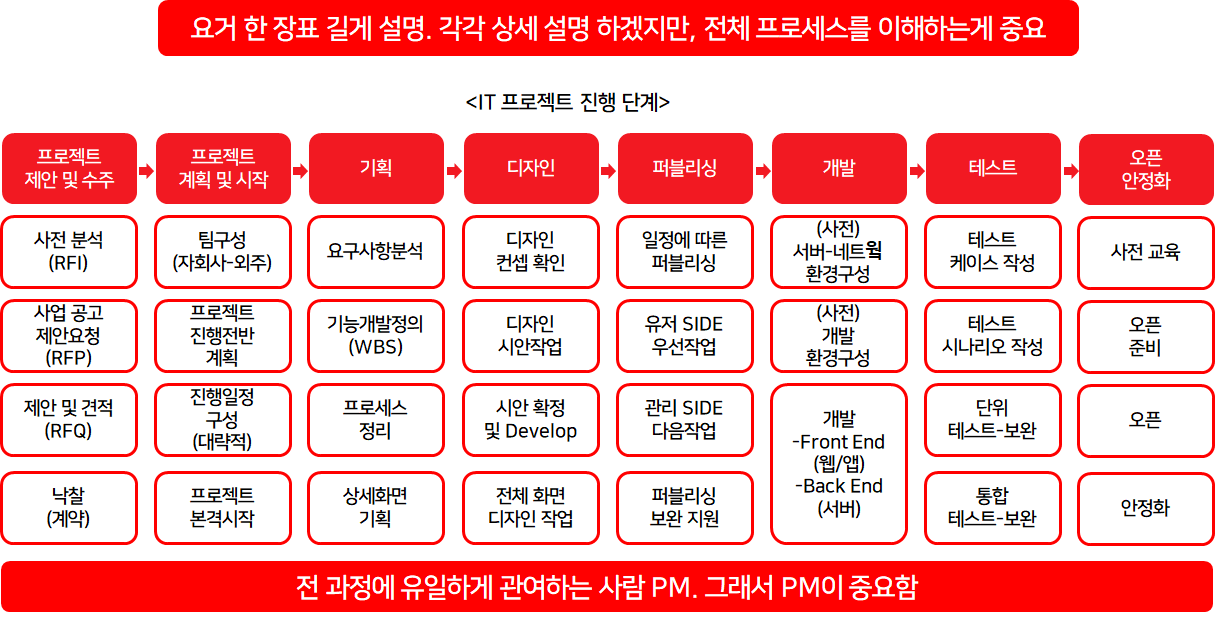 요거 한 장표 길게 설명. 각각 상세 설명 하겠지만, 전체 프로세스를 이해하는게 중요
<IT 프로젝트 진행 단계>
프로젝트
제안 및 수주
프로젝트
계획 및 시작
기획
디자인
퍼블리싱
개발
테스트
오픈
안정화
사전 분석
(RFI)
팀구성
(자회사-외주)
요구사항분석
디자인
컨셉 확인
일정에 따른
퍼블리싱
(사전)
서버-네트웍
환경구성
테스트
케이스 작성
사전 교육
사업 공고
제안요청
(RFP)
프로젝트
진행전반
계획
기능개발정의
(WBS)
디자인
시안작업
유저 SIDE
우선작업
(사전)
개발
환경구성
테스트
시나리오 작성
오픈
준비
제안 및 견적
(RFQ)
진행일정
구성
(대략적)
프로세스
정리
시안 확정
및 Develop
관리 SIDE
다음작업
개발
-Front End
(웹/앱)
-Back End
(서버)
단위
테스트-보완
오픈
낙찰
(계약)
프로젝트
본격시작
상세화면
기획
전체 화면
디자인 작업
퍼블리싱
보완 지원
통합
테스트-보완
안정화
전 과정에 유일하게 관여하는 사람 PM. 그래서 PM이 중요함